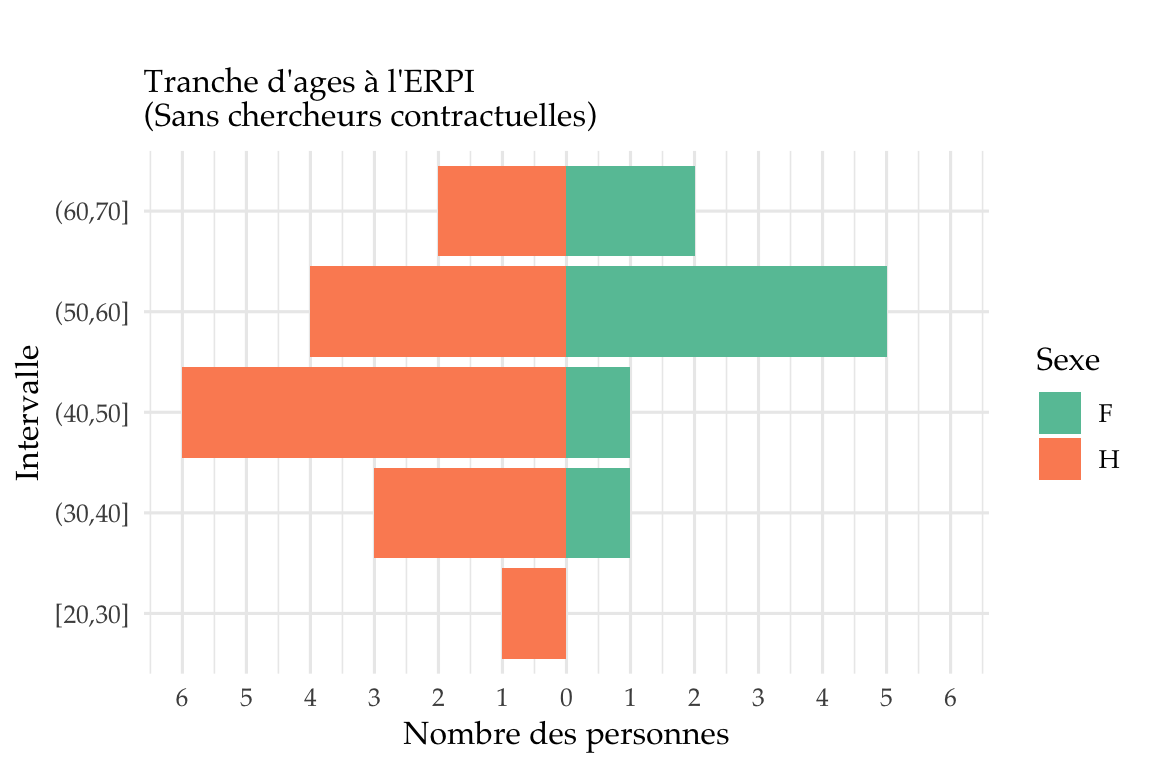 Tranche d'ages à l'ERPI
(Sans chercheurs contractuelles)
Intervalle
(60,70]
(50,60]
(40,50]
(30,40]
[20,30]
6 5 4 3 2 1 0 1 2 3 4 5 6
Nombre des personnes
Sexe
F
H